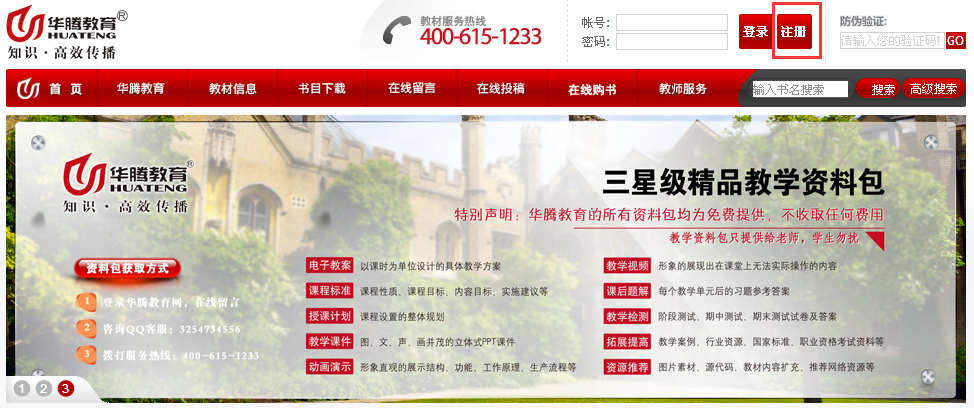 华腾教育®
HUATENG
知识·高效传播
教材服务热线
400-615-1233
帐号:
密码:
登录
注册
防伪验证:
请输入您的验证码!
GO
首 页
华腾教育
教材信息
书目下载
在线留言
在线投稿
在线购书
教师服务
输入书名搜索
搜索
高级搜索
华腾教育®
HUATENG
知识·高效传播
三星级精品教学资料包
特别声明：华腾教育的所有资料包均为免费提供、不收取任何费用
教学资料包只提供给老师，学生勿扰
资料包获取方式
1 登录华腾教育网，在线留言
2 咨询QQ客服：3254734556
3 拨打服务热线：400-615-1233
电子教案 以课时为单位设计的具体教学方案
课程标准 课程性质、课程目标、内容目标、实施建议等
授课计划 课程设置的整体规划
教学课件 图、文、声、画并茂的立体式PPT课件
动画演示 形象直观的展示结构、功能、工作原理、生产流程等
教学视频 形象的展现出在课堂上无法实际操作的内容
课后题解 每个教学单元后的习题参考答案
教学检测 阶段测试、期中测试、期末测试试卷及答案
拓展提高 教学案例、行业资源、国家标准、职业资格考试资料等
资源推荐 图片素材、源代码、教材内容扩充、推荐网络资源等
1 2 3